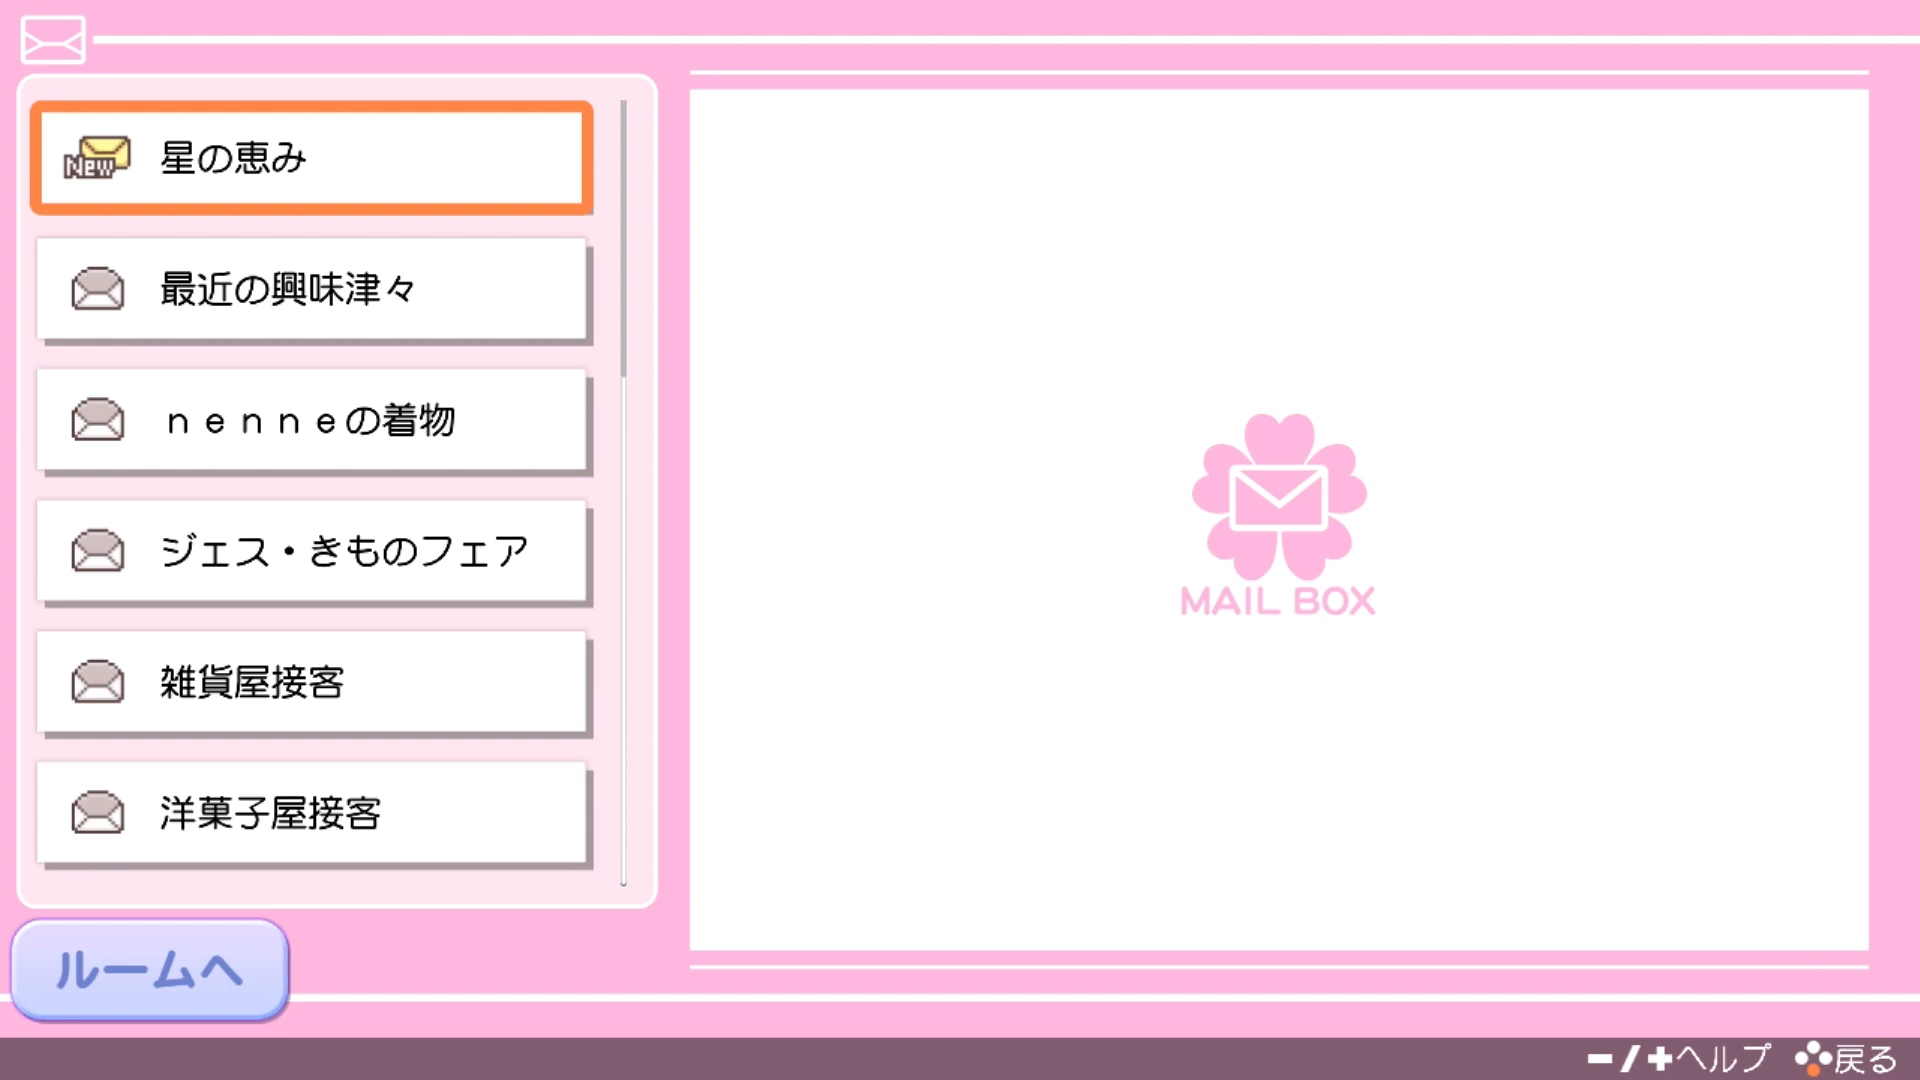 New 星の恵み
最近の興味津々
ｎｅｎｎｅの着物
ジェス・きものフェア
雑貨屋接客
洋菓子屋接客
MAIL BOX
ルームへ
−/+ヘルプ 戻る